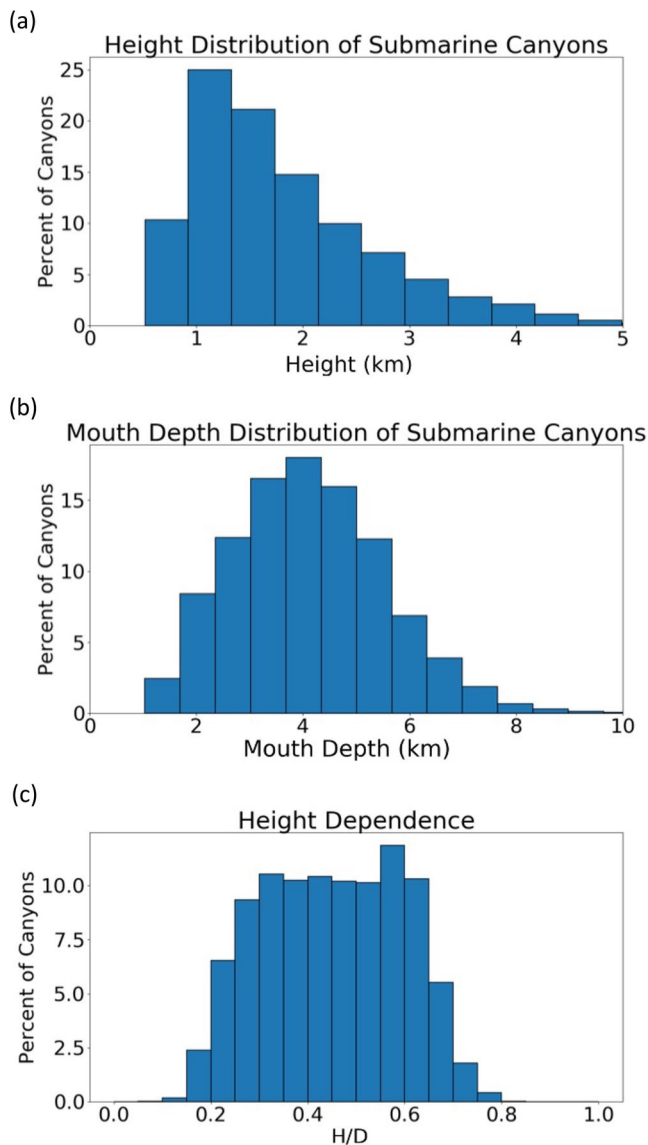 (a)
Height Distribution of Submarine Canyons
Percent of Canyons
25
20
15
10
5
0
0 1 2 3 4 5
Height (km)
(b)
Mouth Depth Distribution of Submarine Canyons
Percent of Canyons
15
10
5
0
0 2 4 6 8 10
Mouth Depth (km)
(c)
Height Dependence
Percent of Canyons
10.0
7.5
5.0
2.5
0.0
0.0 0.2 0.4 0.6 0.8 1.0
H/D